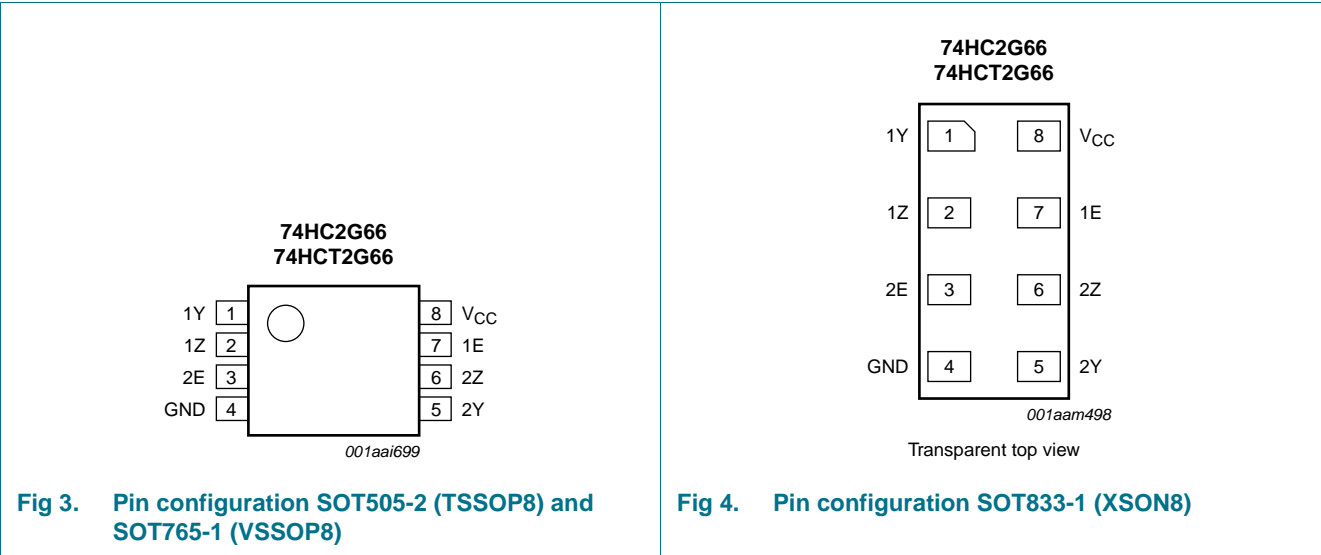 74HC2G66
74HCT2G66
1Y 1 8 VCC
1Z 2 7 1E
2E 3 6 2Z
GND 4 5 2Y
001aai699
Fig 3. Pin configuration SOT505-2 (TSSOP8) and
SOT765-1 (VSSOP8)
74HC2G66
74HCT2G66
1Y 1 8 VCC
1Z 2 7 1E
2E 3 6 2Z
GND 4 5 2Y
001aam498
Transparent top view
Fig 4. Pin configuration SOT833-1 (XSON8)